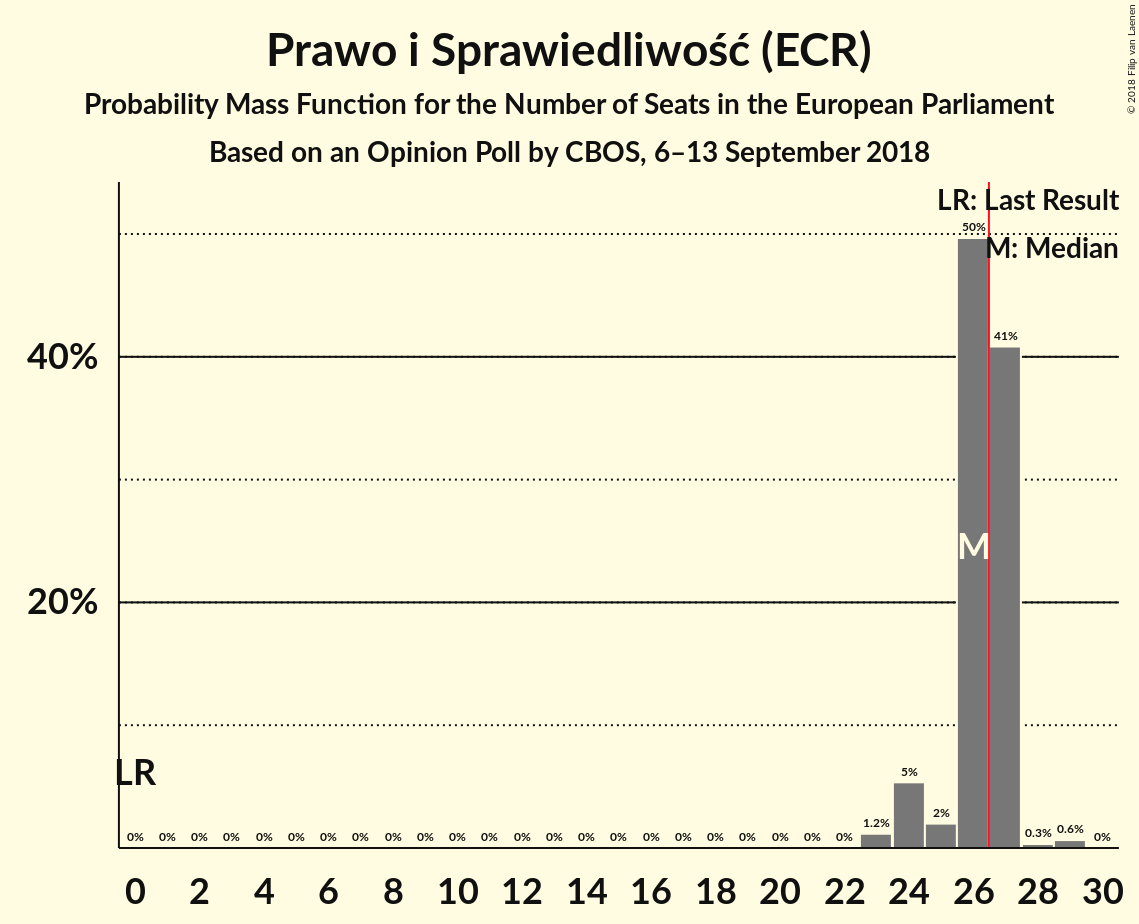 Prawo i Sprawiedliwość (ECR)
Probability Mass Function for the Number of Seats in the European Parliament
Based on an Opinion Poll by CBOS, 6–13 September 2018
© 2018 Filip van Laenen
LR: Last Result
M: Median
50%
41%
40%
M
20%
LR
0% 0% 0% 0% 0% 0% 0% 0% 0% 0% 0% 0% 0% 0% 0% 0% 0% 0% 0% 0% 0% 0% 0% 1.2% 5% 2% 0.3% 0.6% 0%
0 2 4 6 8 10 12 14 16 18 20 22 24 26 28 30